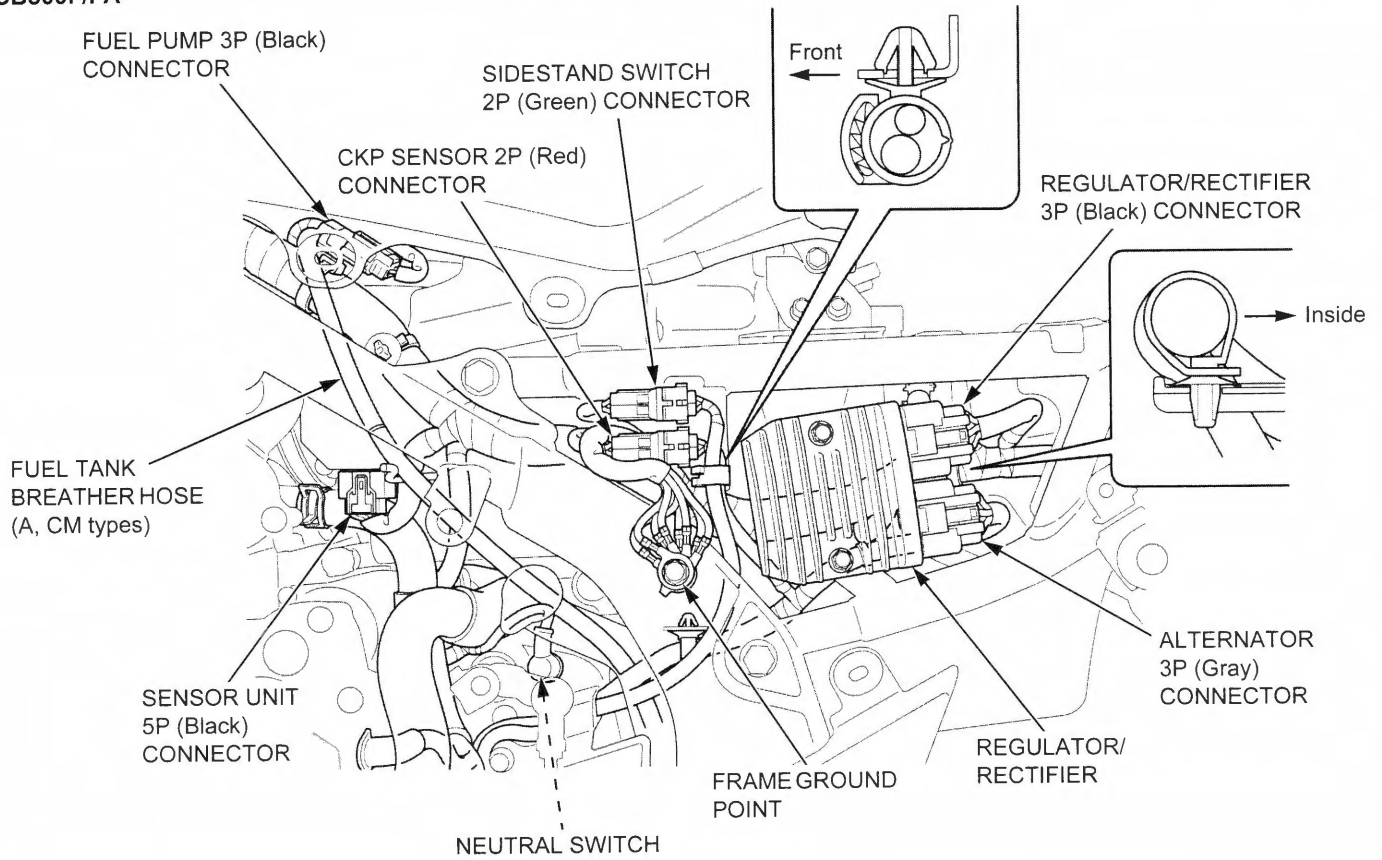 FUEL PUMP 3P (Black)
CONNECTOR
SIDESTAND SWITCH
2P (Green) CONNECTOR
Front
CKP SENSOR 2P (Red)
CONNECTOR
REGULATOR/RECTIFIER
3P (Black) CONNECTOR
Inside
FUEL TANK
BREATHER HOSE
(A, CM types)
SENSOR UNIT
5P (Black)
CONNECTOR
ALTERNATOR
3P (Gray)
CONNECTOR
REGULATOR/
RECTIFIER
FRAME GROUND
POINT
NEUTRAL SWITCH